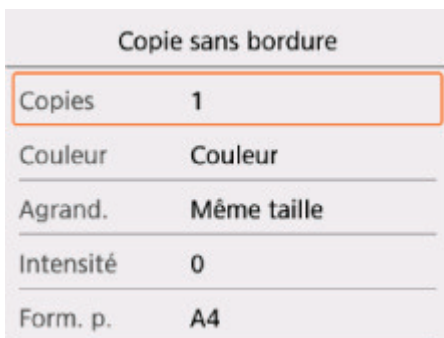 Copie sans bordure
Copies 1
Couleur Couleur
Agrand. Même taille
Intensité 0
Form. p. A4